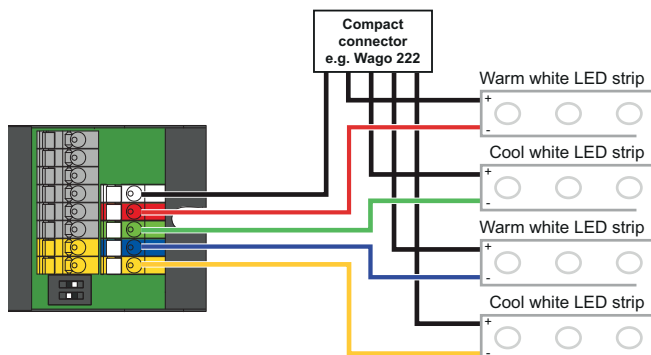 Compact
connector
e.g. Wago 222
Warm white LED strip
+
-
Cool white LED strip
+
-
Warm white LED strip
+
-
Cool white LED strip
+
-